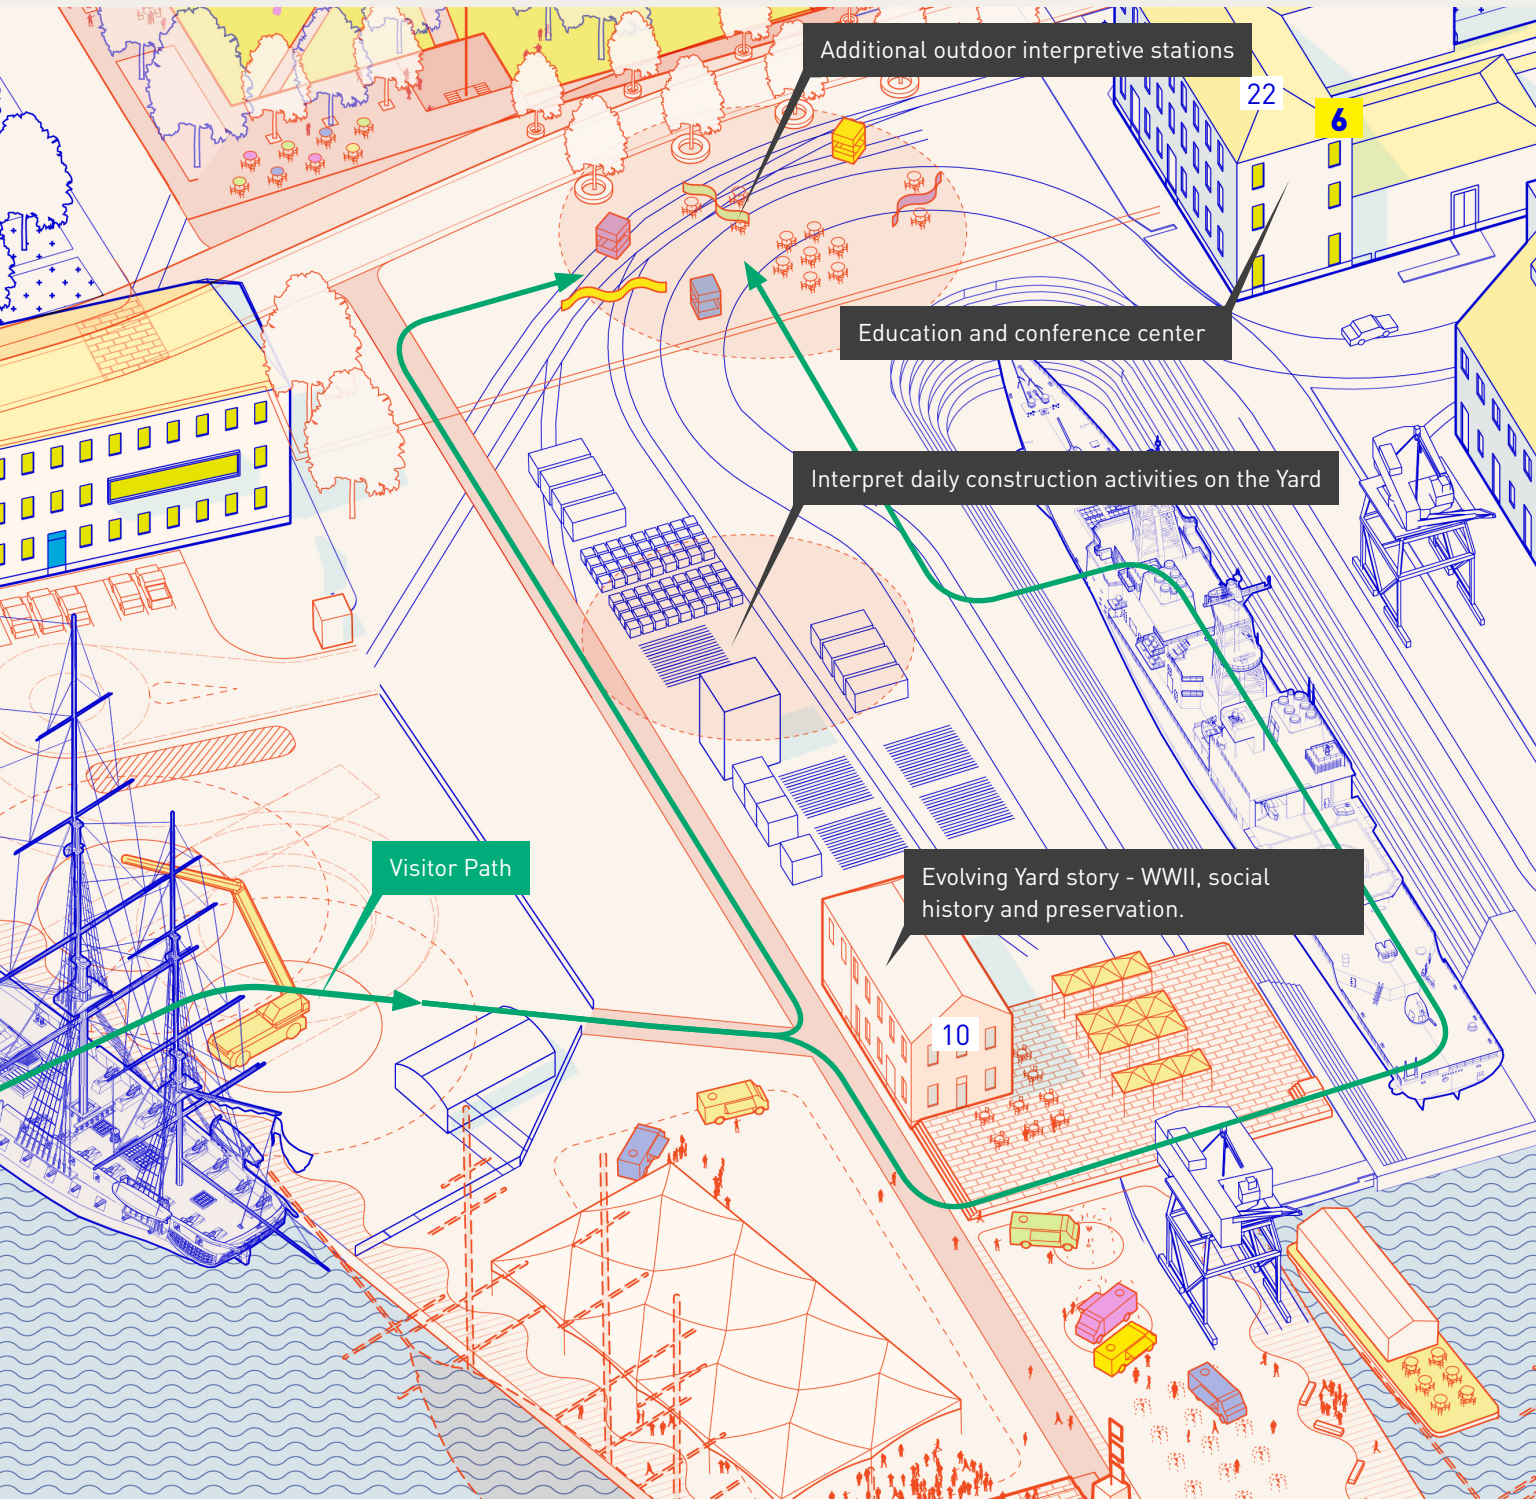 Additional outdoor interpretive stations
22
6
Education and conference center
Interpret daily construction activities on the Yard
Visitor Path
Evolving Yard story - WWII, social
history and preservation.
10